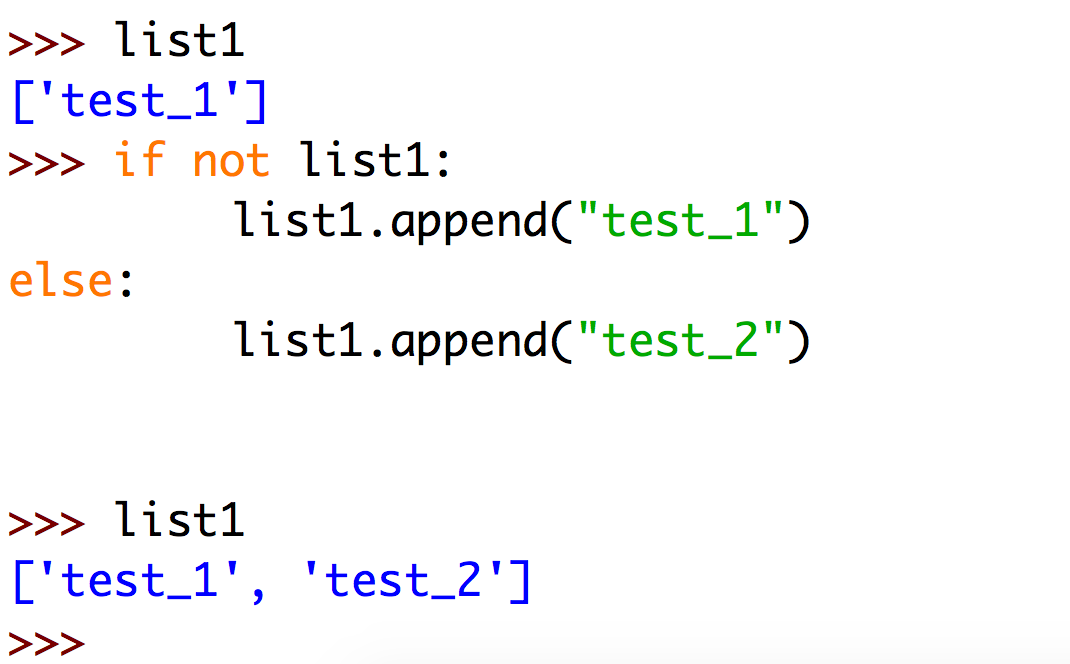 >>> list1
['test_1']
>>> if not list1:
        list1.append("test_1")
else:
        list1.append("test_2")
>>> list1
['test_1', 'test_2']
>>>